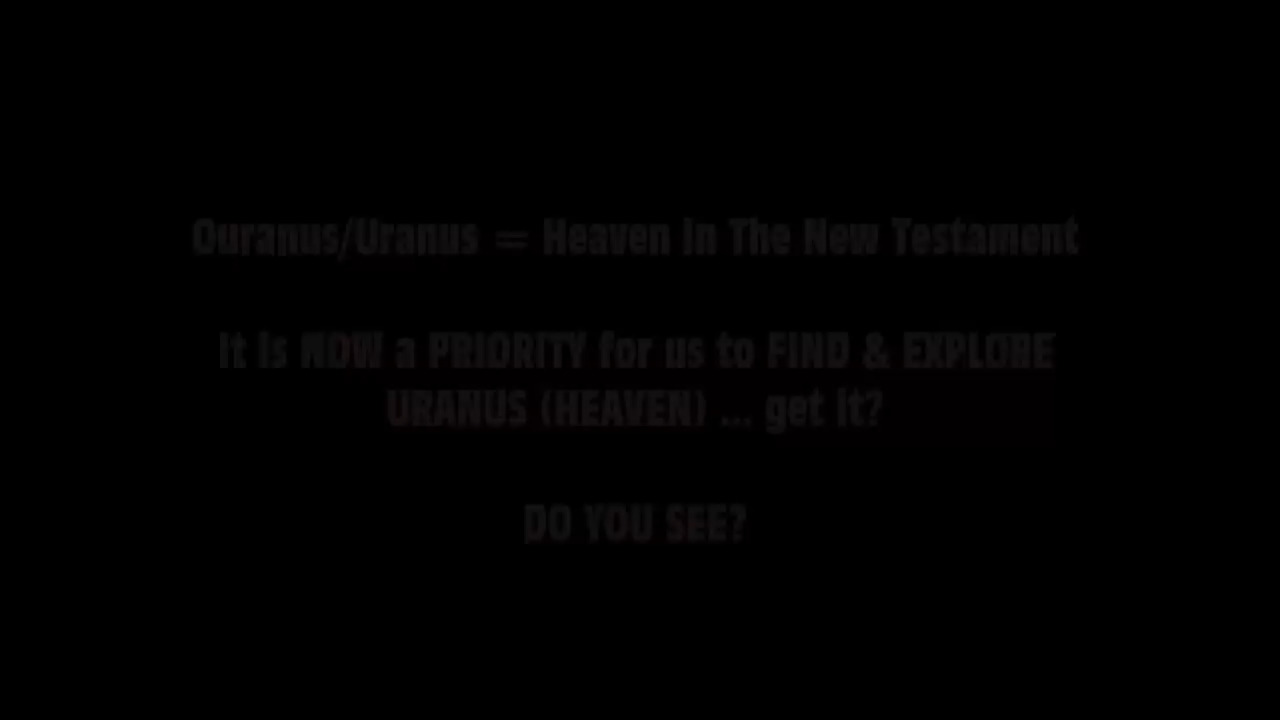 Ouranus/Uranus = Heaven in The New Testament
It is NOW a PRIORITY for us to FIND & EXPLORE
URANUS (HEAVEN) ... get it?
DO YOU SEE?